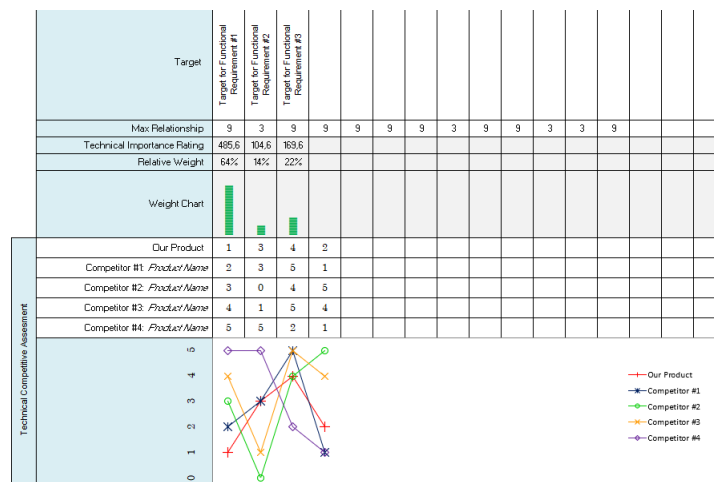 Target
Target for Functional Requirement #1
Target for Functional Requirement #2
Target for Functional Requirement #3
Max Relationship 9 3 9 9 9 9 9 3 9 9 3 3 9
Technical Importance Rating 485,6 104,6 169,6
Relative Weight 64% 14% 22%
Weight Chart
Technical Competitive Assesment
Our Product 1 3 4 2
Competitor #1: Product Name 2 3 5 1
Competitor #2: Product Name 3 0 4 5
Competitor #3: Product Name 4 1 5 4
Competitor #4: Product Name 5 5 2 1
5
4
3
2
1
0
Our Product
Competitor #1
Competitor #2
Competitor #3
Competitor #4